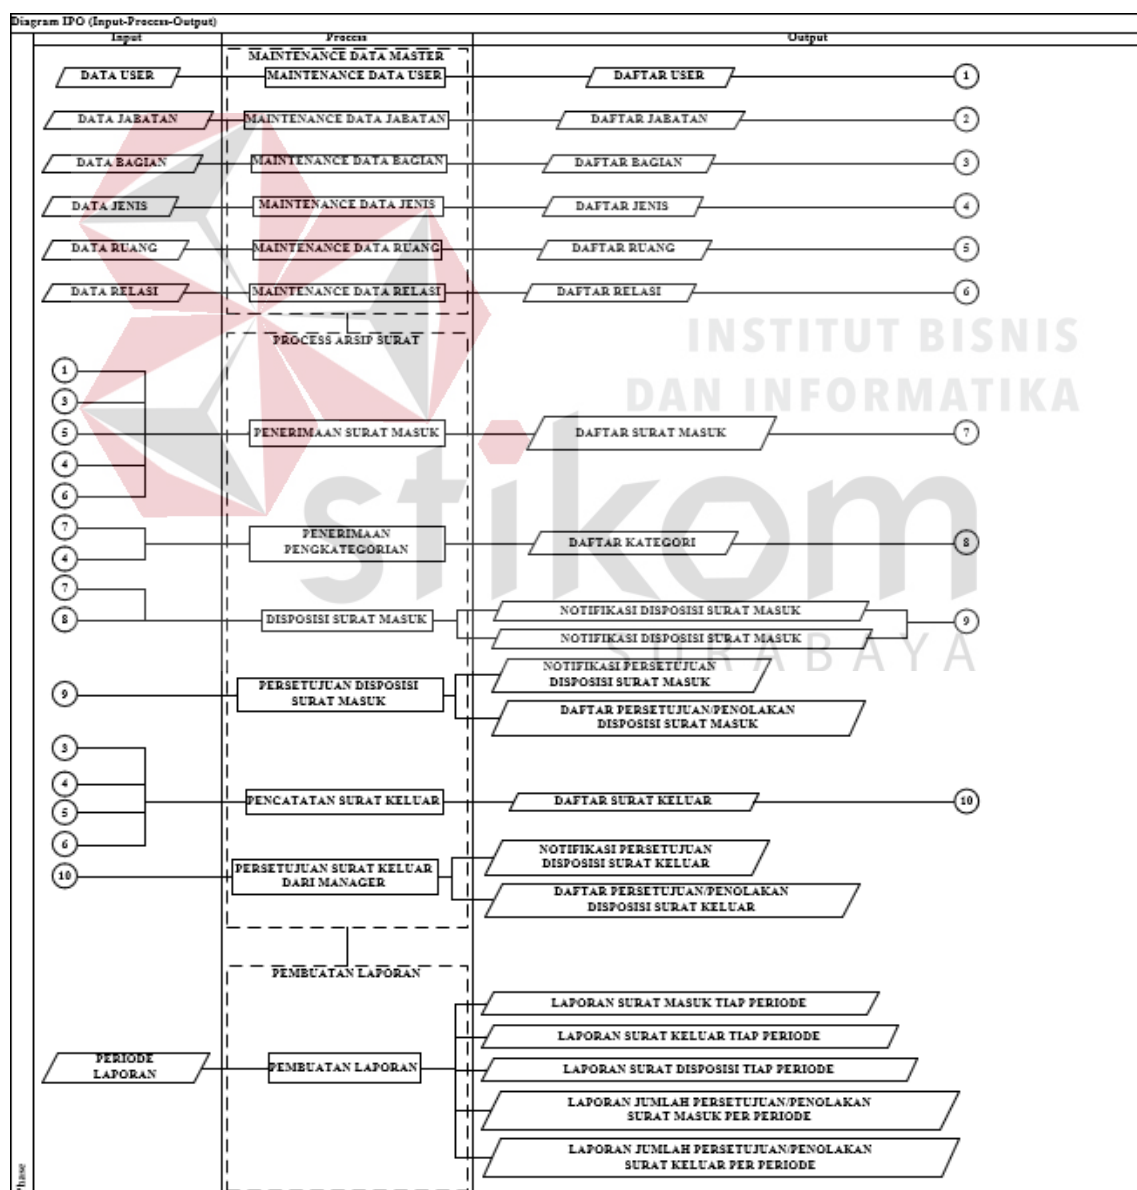 Diagram IPO (Input-Process-Output)
Input
Process
Output
MAINTENANCE DATA MASTER
DATA USER
MAINTENANCE DATA USER
DAFTAR USER
1
DATA JABATAN
MAINTENANCE DATA JABATAN
DAFTAR JABATAN
2
DATA BAGIAN
MAINTENANCE DATA BAGIAN
DAFTAR BAGIAN
3
DATA JENIS
MAINTENANCE DATA JENIS
DAFTAR JENIS
4
DATA RUANG
MAINTENANCE DATA RUANG
DAFTAR RUANG
5
DATA RELASI
MAINTENANCE DATA RELASI
DAFTAR RELASI
6
INSTITUT BISNIS
DAN INFORMATIKA
stikom
SURABAYA
PROCESS ARSIP SURAT
1
3
5
4
6
PENERIMAAN SURAT MASUK
DAFTAR SURAT MASUK
7
7
4
PENERIMAAN
PENGKATEGORIAN
DAFTAR KATEGORI
8
7
8
DISPOSISI SURAT MASUK
NOTIFIKASI DISPOSISI SURAT MASUK
NOTIFIKASI DISPOSISI SURAT MASUK
9
9
PERSETUJUAN DISPOSISI
SURAT MASUK
NOTIFIKASI PERSETUJUAN
DISPOSISI SURAT MASUK
DAFTAR PERSETUJUAN/PENOLAKAN
DISPOSISI SURAT MASUK
3
4
5
6
PENCATATAN SURAT KELUAR
DAFTAR SURAT KELUAR
10
10
PERSETUJUAN SURAT KELUAR
DARI MANAGER
NOTIFIKASI PERSETUJUAN
DISPOSISI SURAT KELUAR
DAFTAR PERSETUJUAN/PENOLAKAN
DISPOSISI SURAT KELUAR
PEMBUATAN LAPORAN
PERIODE
LAPORAN
PEMBUATAN LAPORAN
LAPORAN SURAT MASUK TIAP PERIODE
LAPORAN SURAT KELUAR TIAP PERIODE
LAPORAN SURAT DISPOSISI TIAP PERIODE
LAPORAN JUMLAH PERSETUJUAN/PENOLAKAN
SURAT MASUK PER PERIODE
LAPORAN JUMLAH PERSETUJUAN/PENOLAKAN
SURAT KELUAR PER PERIODE
Phase